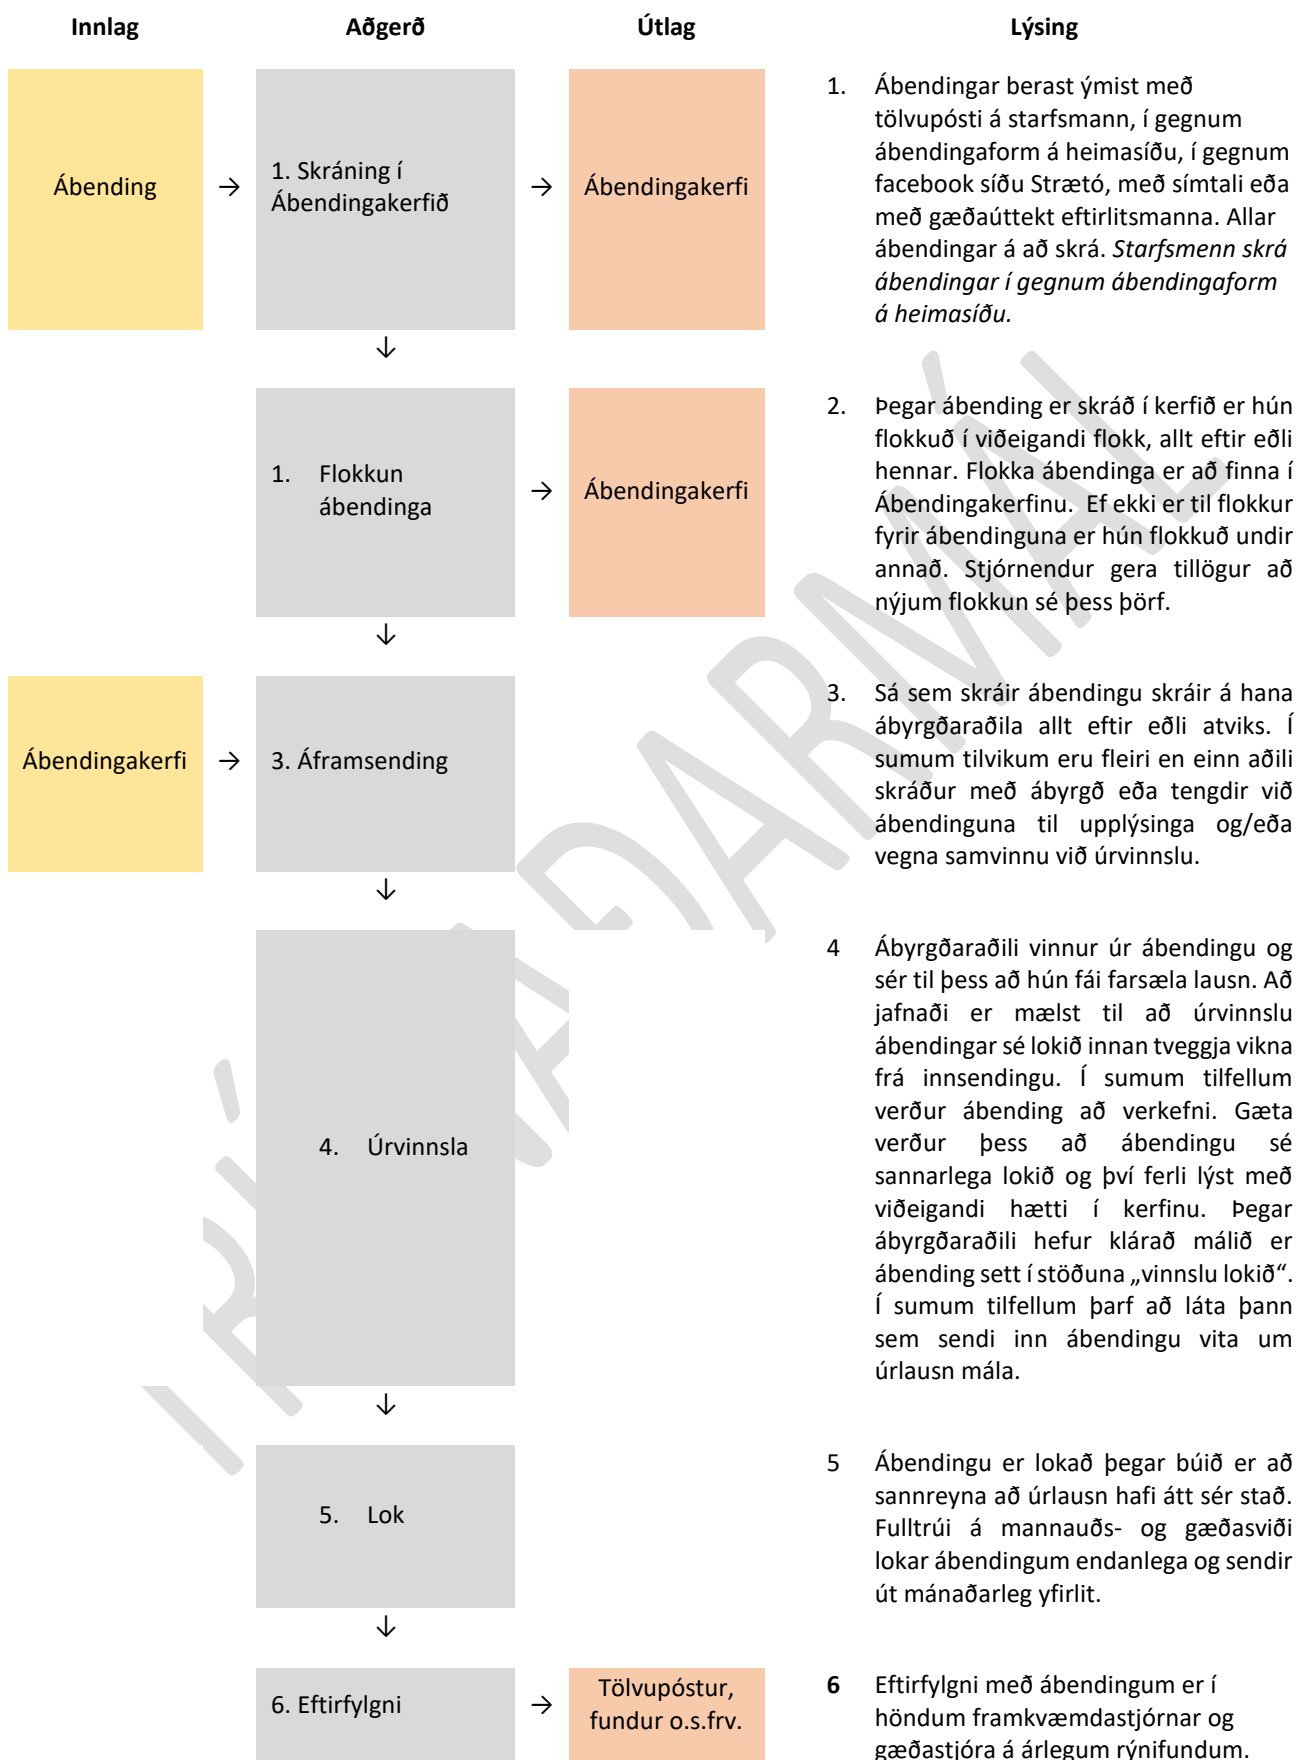 Innlag Aðgerð Útlag Lýsing
Ábending → 1. Skráning í
Ábendingakerfið → Ábendingakerfi
1. Ábendingar berast ýmist með
tölvupósti á starfsmann, í gegnum
ábendingaform á heimasíðu, í gegnum
facebook síðu Strætó, með símtali eða
með gæðaúttekt eftirlitsmanna. Allar
ábendingar á að skrá. Starfsmenn skrá
ábendingar í gegnum ábendingaform
á heimasíðu.
↓
1. Flokkun
ábendinga → Ábendingakerfi
2. Þegar ábending er skráð í kerfið er hún
flokkuð í viðeigandi flokk, allt eftir eðli
hennar. Flokka ábendinga er að finna í
Ábendingakerfinu. Ef ekki er til flokkur
fyrir ábendinguna er hún flokkuð undir
annað. Stjórnendur gera tillögur að
nýjum flokkun sé þess þörf.
↓
Ábendingakerfi → 3. Áframsending
3. Sá sem skráir ábendingu skráir á hana
ábyrgðaraðila allt eftir eðli atviks. Í
sumum tilvikum eru fleiri en einn aðili
skráður með ábyrgð eða tengdir við
ábendinguna til upplýsinga og/eða
vegna samvinnu við úrvinnslu.
↓
4. Úrvinnsla
4 Ábyrgðaraðili vinnur úr ábendingu og
sér til þess að hún fái farsæla lausn. Að
jafnaði er mælst til að úrvinnslu
ábendingar sé lokið innan tveggja vikna
frá innsendingu. Í sumum tilfellum
verður ábending að verkefni. Gæta
verður þess að ábendingu sé
sannarlega lokið og því ferli lýst með
viðeigandi hætti í kerfinu. Þegar
ábyrgðaraðili hefur klárað málið er
ábending sett í stöðuna „vinnslu lokið“.
Í sumum tilfellum þarf að láta þann
sem sendi inn ábendingu vita um
úrlausn mála.
↓
5. Lok
5 Ábendingu er lokað þegar búið er að
sannreyna að úrlausn hafi átt sér stað.
Fulltrúi á mannauðs- og gæðasviði
lokar ábendingum endanlega og sendir
út mánaðarleg yfirlit.
↓
6. Eftirfylgni → Tölvupóstur,
fundur o.s.frv.
6 Eftirfylgni með ábendingum er í
höndum framkvæmdastjórnar og
gæðastjóra á árlegum rýnifundum.